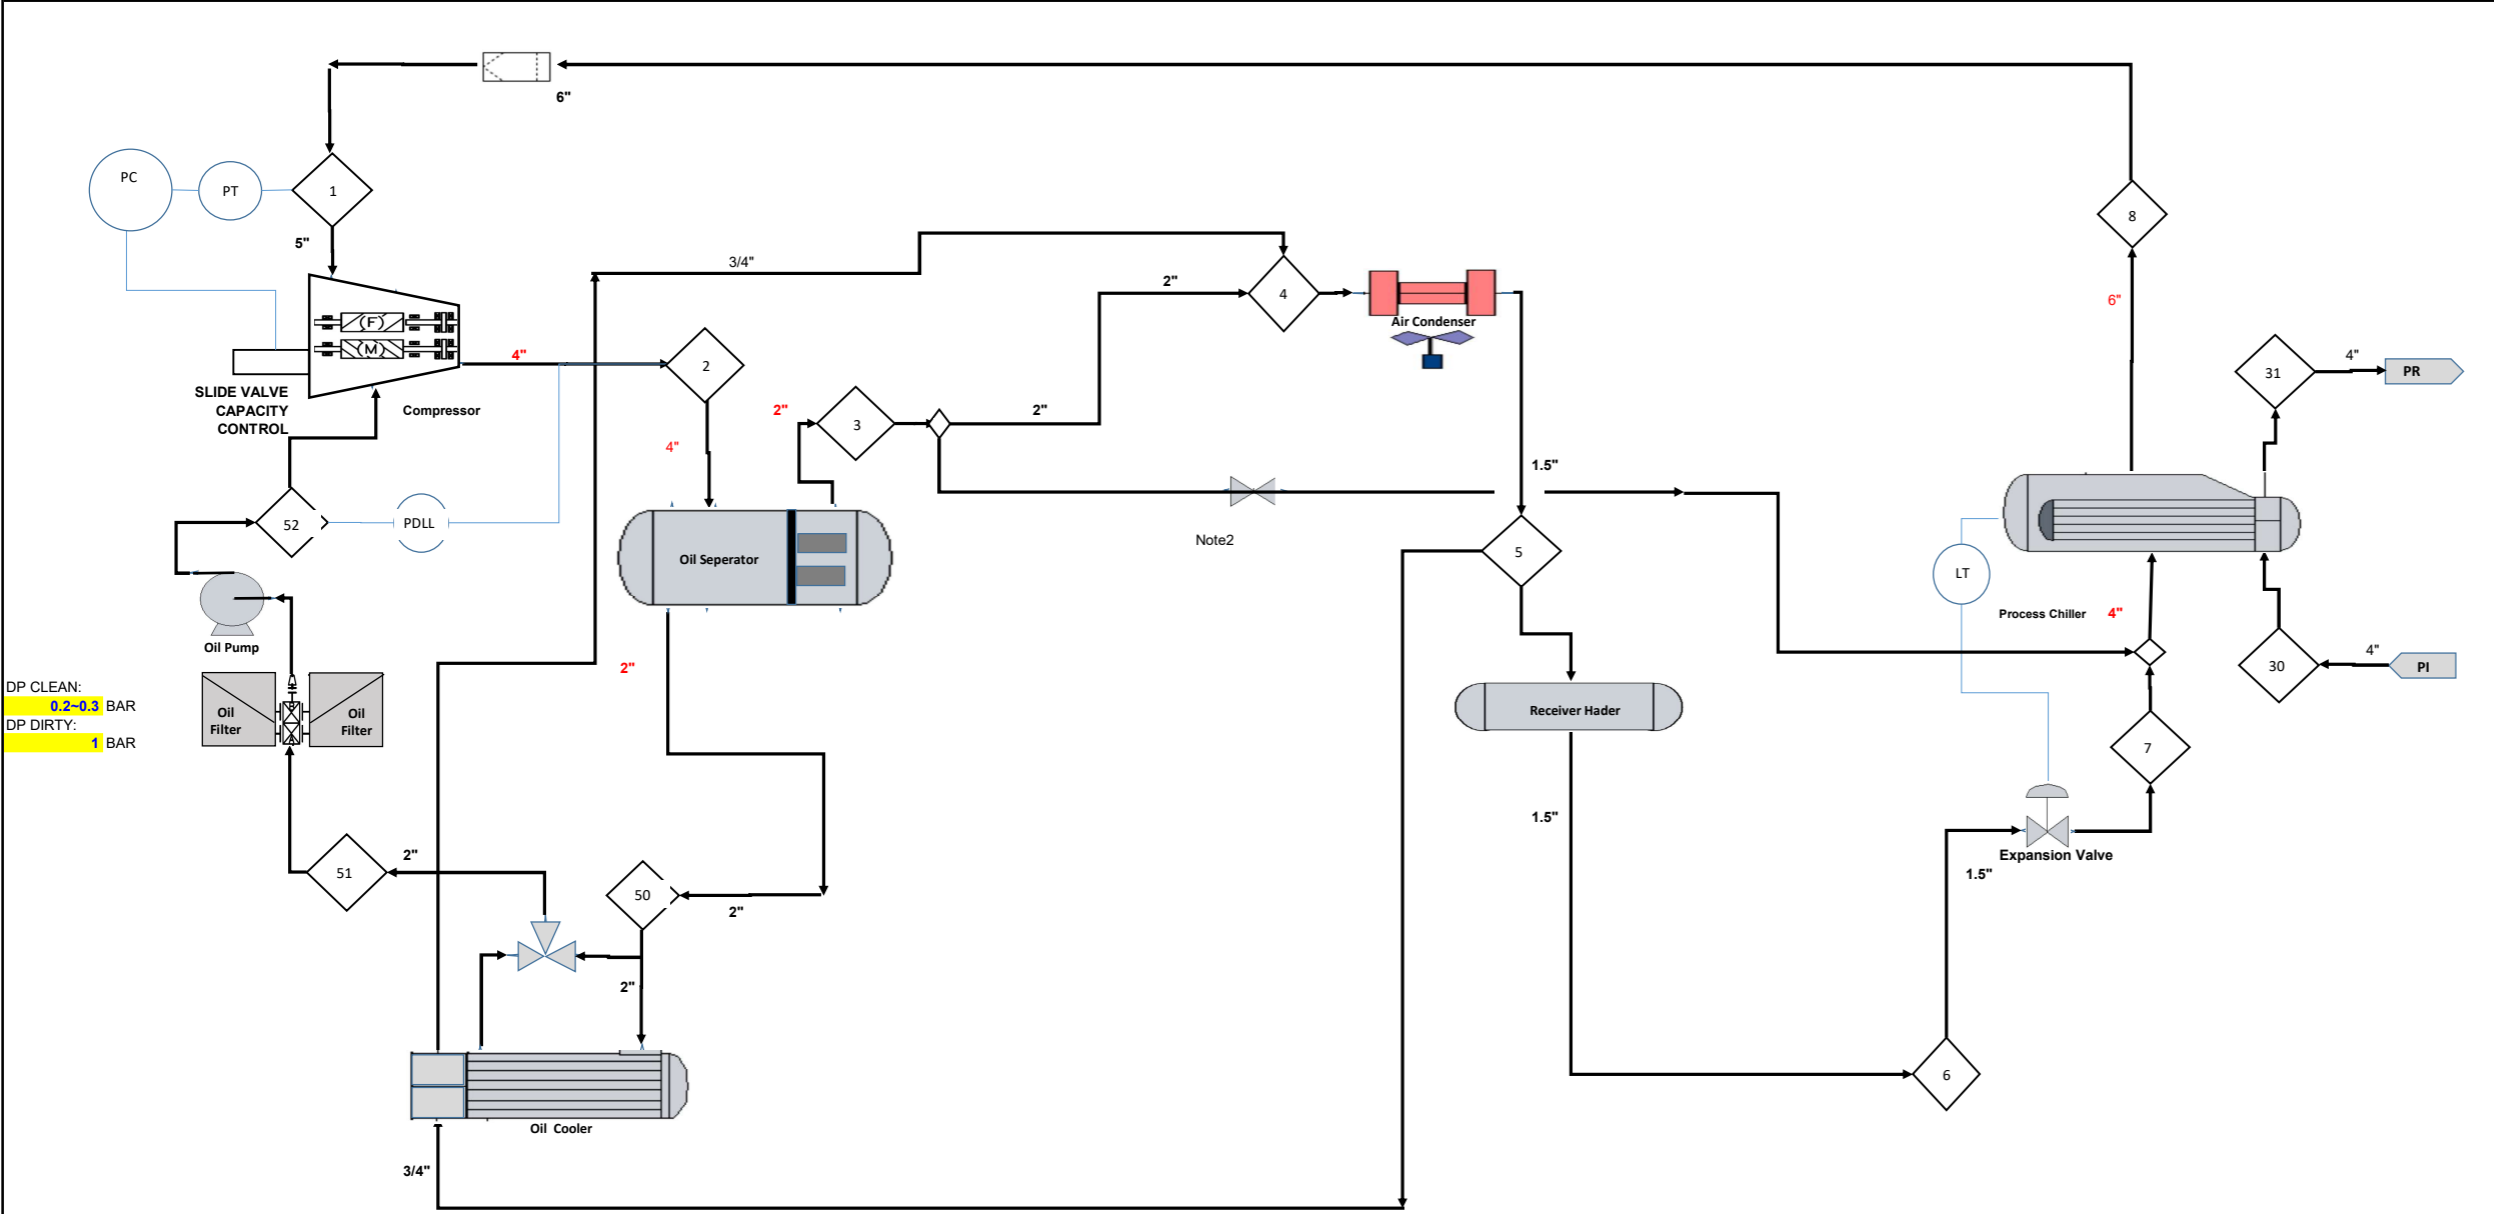 6"
PC
PT
1
8
5"
3/4"
2"
4
6"
(F)
(M)
Air Condenser
4"
2
31
4"
PR
SLIDE VALVE
CAPACITY
CONTROL
Compressor
2"
3
2"
4"
1.5"
52
PDLL
Note2
5
Oil Seperator
LT
Process Chiller
4"
Oil Pump
2"
30
4"
PI
DP CLEAN:
0.2~0.3 BAR
DP DIRTY:
1 BAR
Oil
Filter
Oil
Filter
Receiver Hader
7
1.5"
Expansion Valve
1.5"
51
2"
50
2"
2"
6
Oil Cooler
3/4"